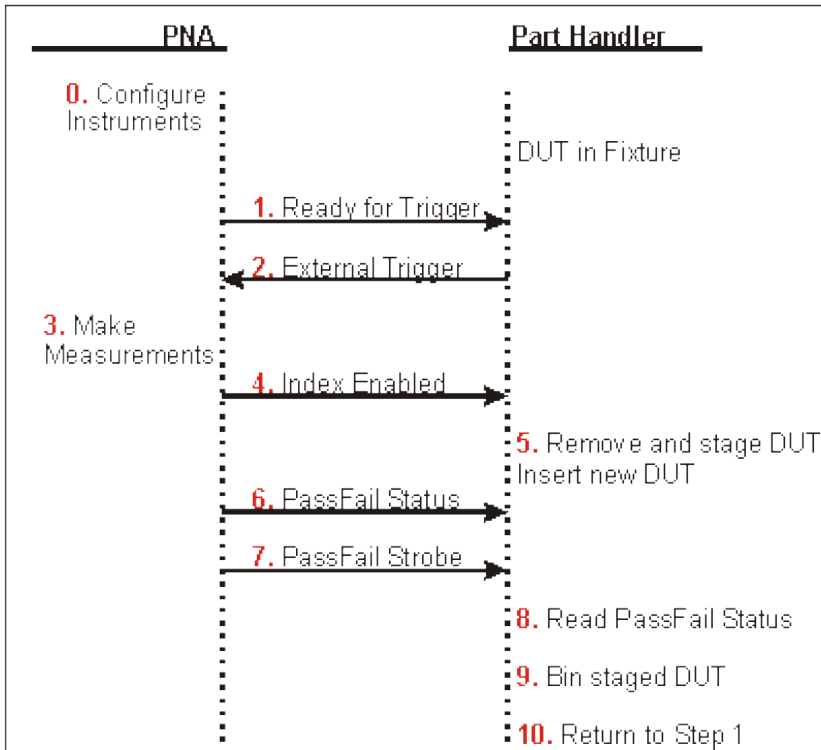 PNA
Part Handler
0. Configure
Instruments
DUT in Fixture
1. Ready for Trigger
2. External Trigger
3. Make
Measurements
4. Index Enabled
5. Remove and stage DUT
Insert new DUT
6. PassFail Status
7. PassFail Strobe
8. Read PassFail Status
9. Bin staged DUT
10. Return to Step 1